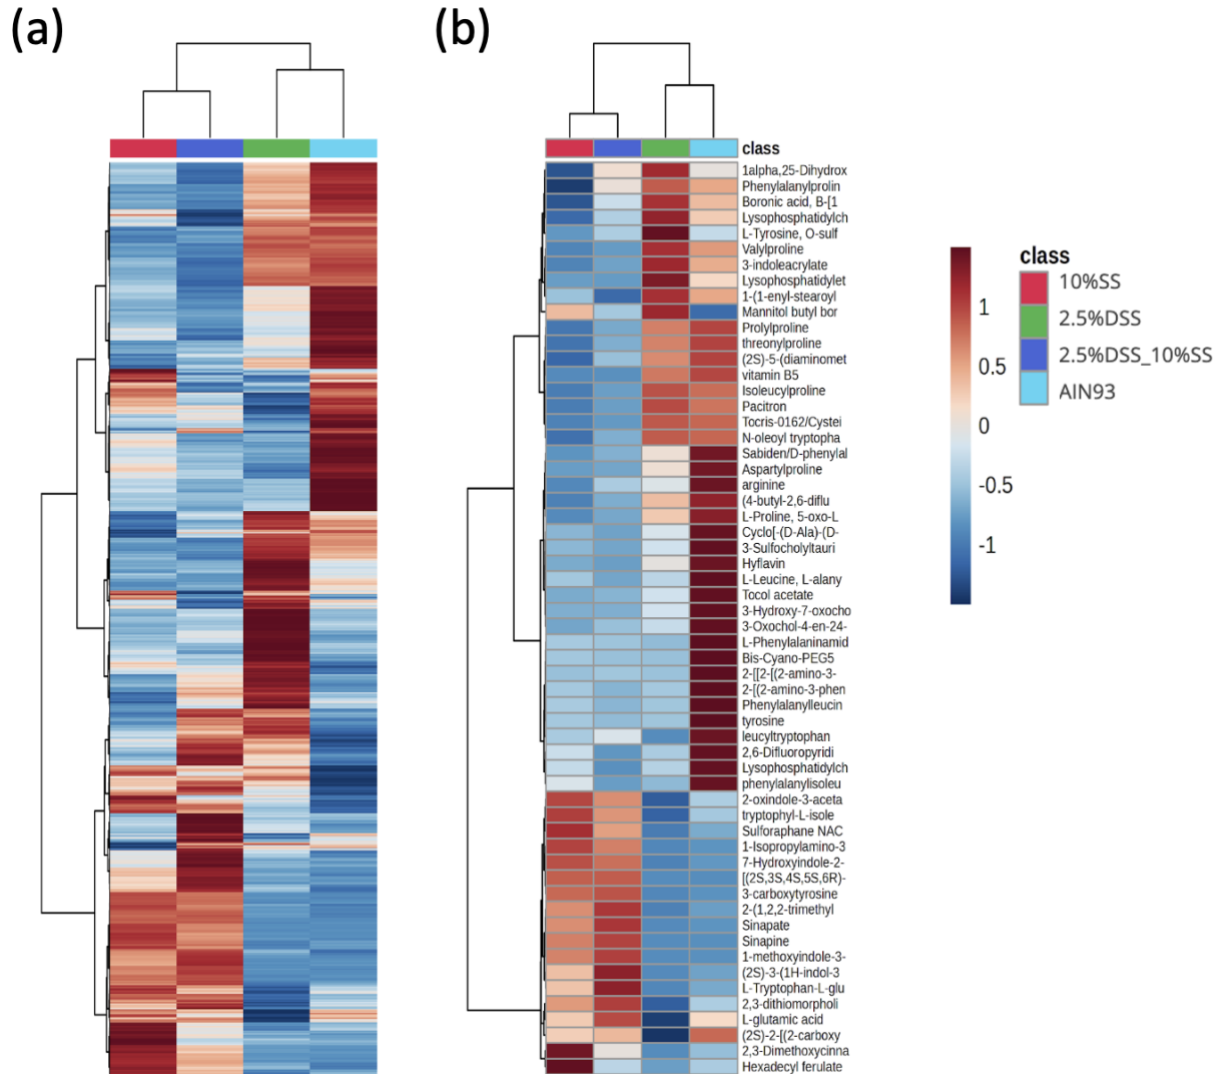 (a)
(b)
class
1alpha,25-Dihydrox
Phenylalanylprolin
Boronic acid, B-[1
Lysophosphatidylch
L-Tyrosine, O-sulf
Valylproline
3-indoleacrylate
Lysophosphatidylet
1-(1-enyl-stearoyl
Mannitol butyl bor
Prolylproline
threonylproline
(2S)-5-(diaminomet
vitamin B5
Isoleucylproline
Pacitron
Tocris-0162/Cystei
N-oleoyl tryptopha
Sabiden/D-phenylal
Aspartylproline
arginine
(4-butyl-2,6-diflu
L-Proline, 5-oxo-L
Cyclo[-(D-Ala)-(D-
3-Sulfocholyltauri
Hyflavin
L-Leucine, L-alany
Tocol acetate
3-Hydroxy-7-oxocho
3-Oxochol-4-en-24-
L-Phenylalaninamid
Bis-Cyano-PEG5
2-[[2-[(2-amino-3-
2-[(2-amino-3-phen
Phenylalanylleucin
tyrosine
leucyltryptophan
2,6-Difluoropyridi
Lysophosphatidylch
phenylalanylisoleu
2-oxindole-3-aceta
tryptophyl-L-isole
Sulforaphane NAC
1-Isopropylamino-3
7-Hydroxyindole-2-
[(2S,3S,4S,5S,6R)-
3-carboxytyrosine
2-(1,2,2-trimethyl
Sinapate
Sinapine
1-methoxyindole-3-
(2S)-3-(1H-indol-3
L-Tryptophan-L-glu
2,3-dithiomorpholi
L-glutamic acid
(2S)-2-[(2-carboxy
2,3-Dimethoxycinna
Hexadecyl ferulate
1
0.5
0
-0.5
-1
class
10%SS
2.5%DSS
2.5%DSS_10%SS
AIN93